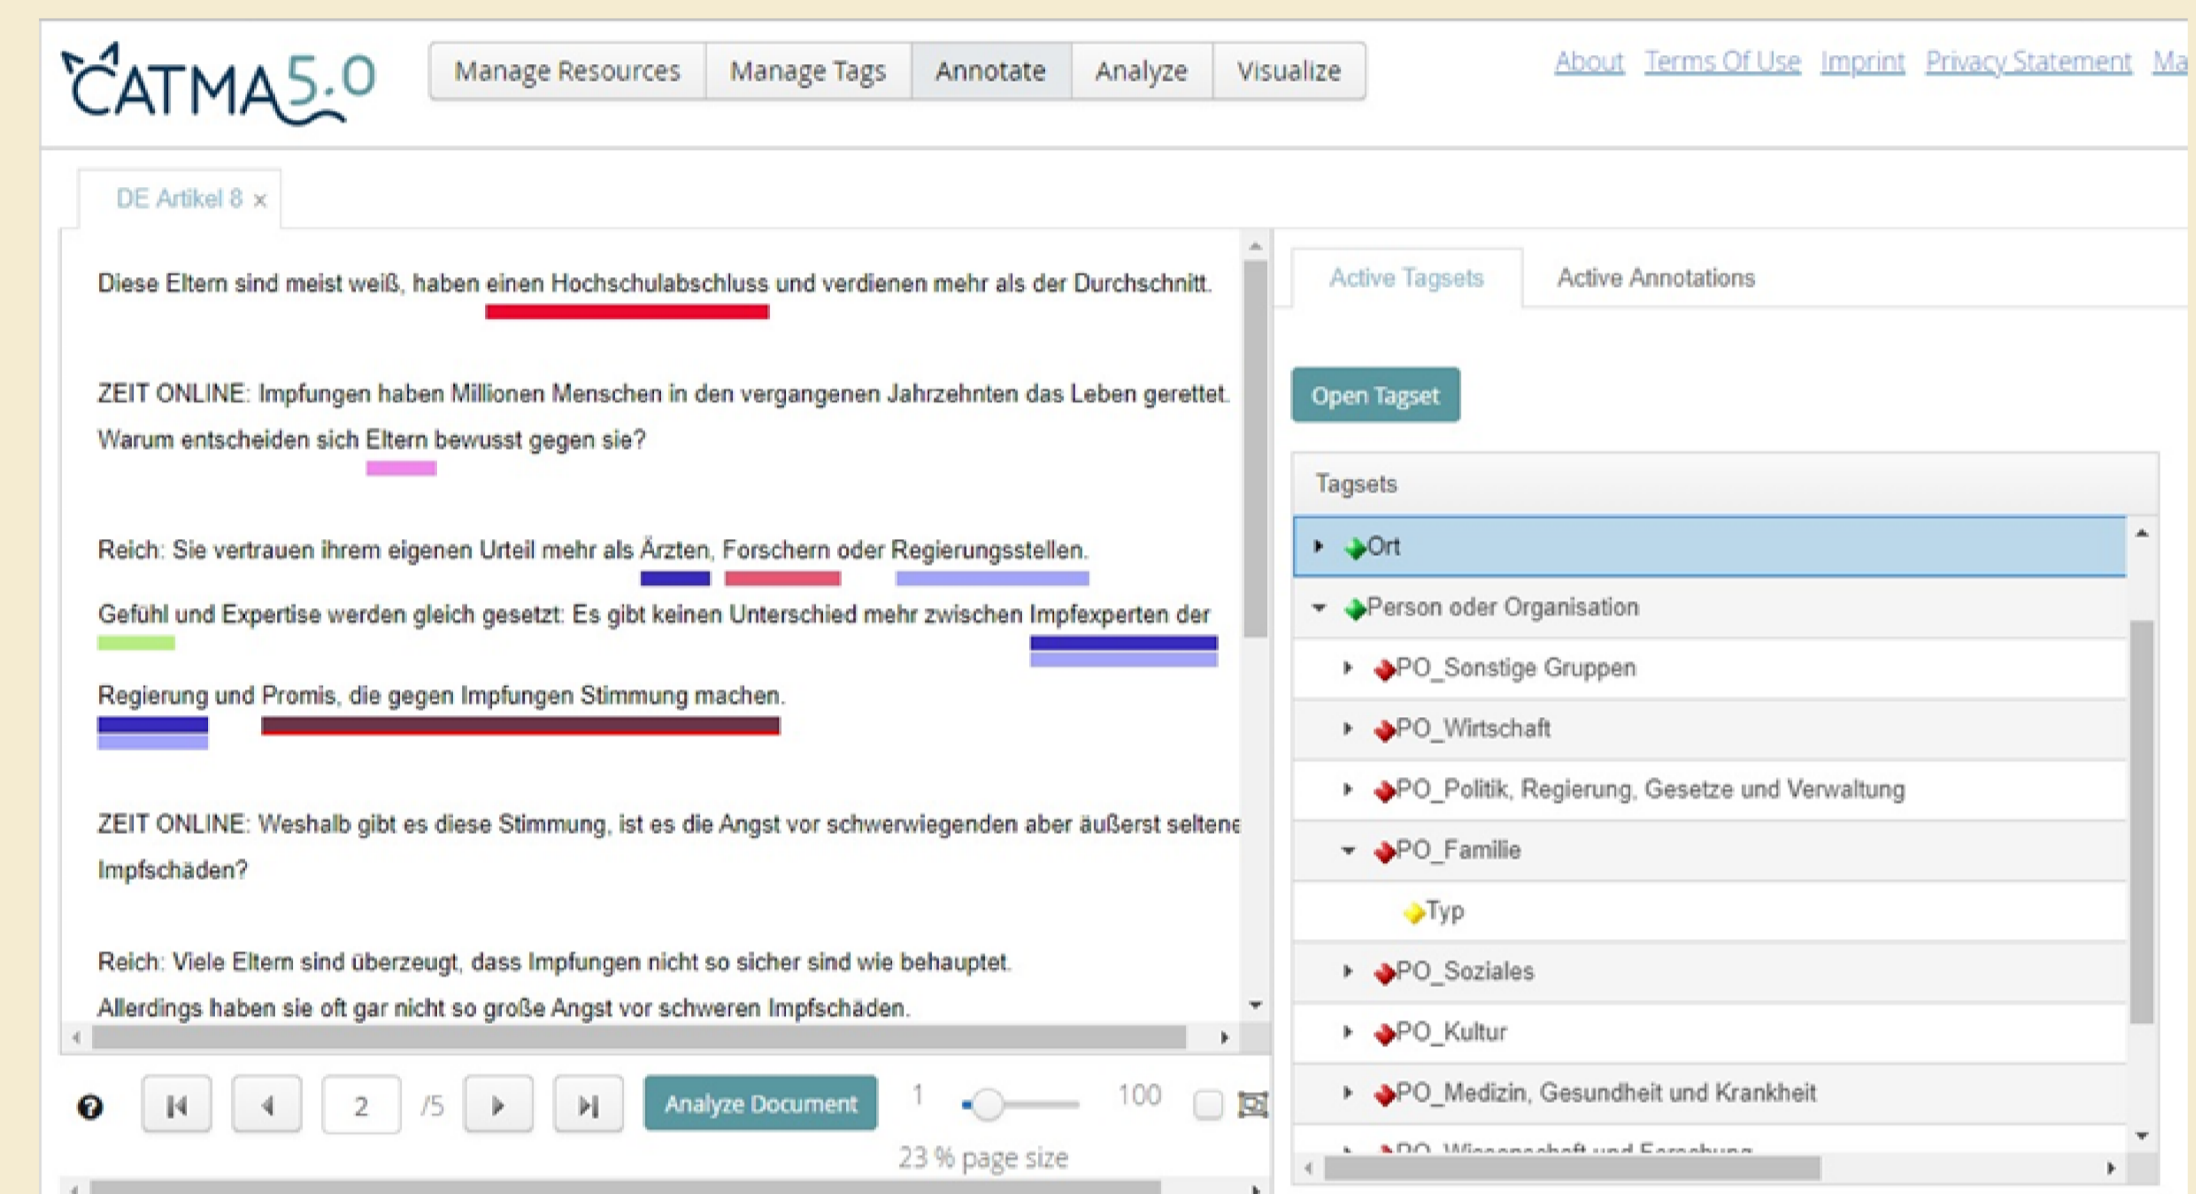 CATMA 5.0
Manage Resources Manage Tags Annotate Analyze Visualize
About Terms Of Use Imprint Privacy Statement Ma
DE Artikel 8 ×
Diese Eltern sind meist weiß, haben einen Hochschulabschluss und verdienen mehr als der Durchschnitt.
ZEIT ONLINE: Impfungen haben Millionen Menschen in den vergangenen Jahrzehnten das Leben gerettet.
Warum entscheiden sich Eltern bewusst gegen sie?
Reich: Sie vertrauen ihrem eigenen Urteil mehr als Ärzten, Forschern oder Regierungsstellen.
Gefühl und Expertise werden gleich gesetzt: Es gibt keinen Unterschied mehr zwischen Impfexperten der
Regierung und Promis, die gegen Impfungen Stimmung machen.
ZEIT ONLINE: Weshalb gibt es diese Stimmung, ist es die Angst vor schwerwiegenden aber äußerst seltene
Impfschäden?
Reich: Viele Eltern sind überzeugt, dass Impfungen nicht so sicher sind wie behauptet.
Allerdings haben sie oft gar nicht so große Angst vor schweren Impfschäden.
2 /5 Analyze Document 1 100
23 % page size
Active Tagsets Active Annotations
Open Tagset
Tagsets
Ort
Person oder Organisation
PO_Sonstige Gruppen
PO_Wirtschaft
PO_Politik, Regierung, Gesetze und Verwaltung
PO_Familie
Typ
PO_Soziales
PO_Kultur
PO_Medizin, Gesundheit und Krankheit
PO_Wissenschaft und Forschung